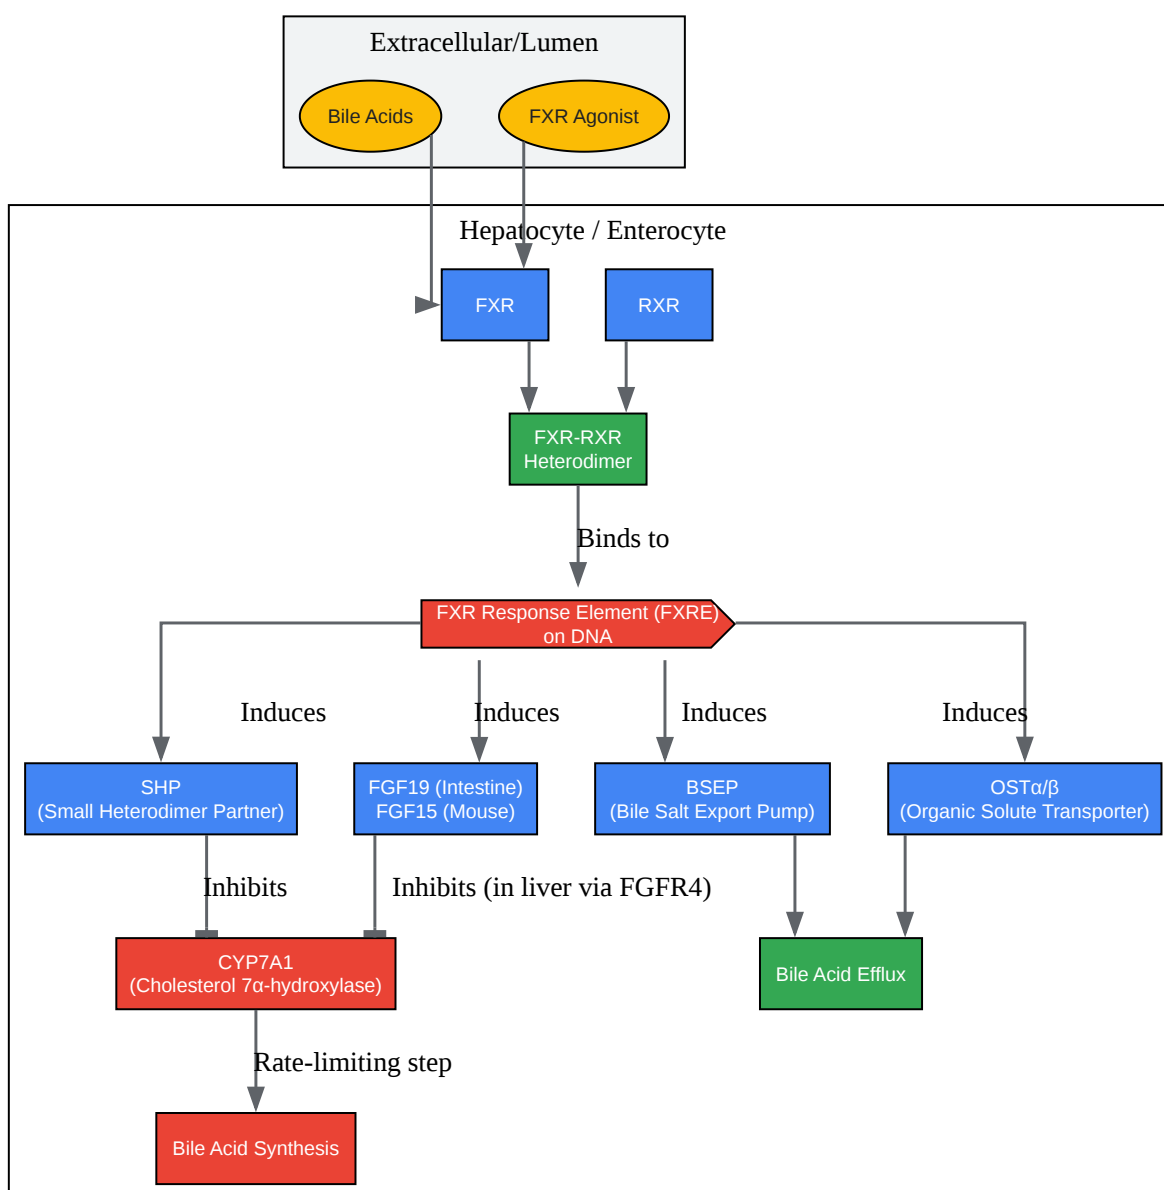 Extracellular/Lumen
Bile Acids
FXR Agonist
Hepatocyte / Enterocyte
FXR
RXR
FXR-RXR
Heterodimer
Binds to
FXR Response Element (FXRE)
on DNA
Induces
Induces
Induces
Induces
SHP
(Small Heterodimer Partner)
FGF19 (Intestine)
FGF15 (Mouse)
BSEP
(Bile Salt Export Pump)
OSTα/β
(Organic Solute Transporter)
Inhibits
Inhibits (in liver via FGFR4)
CYP7A1
(Cholesterol 7α-hydroxylase)
Bile Acid Efflux
Rate-limiting step
Bile Acid Synthesis